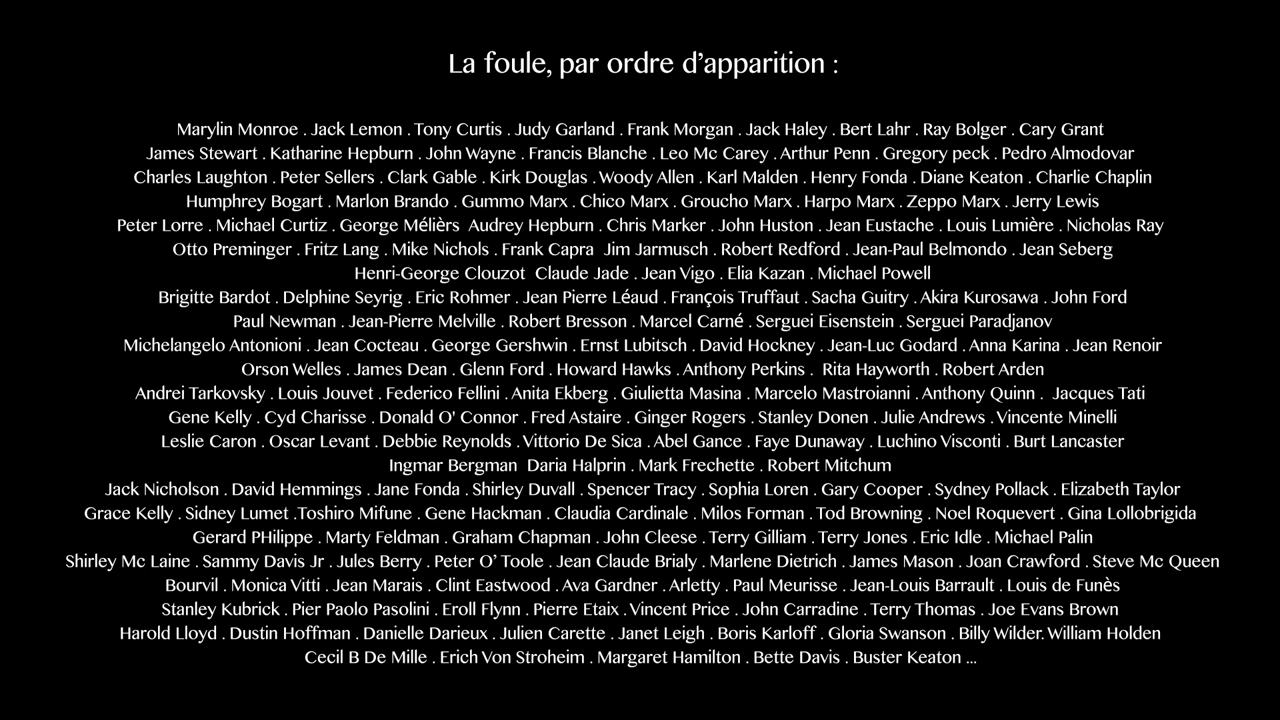 La foule, par ordre d’apparition :
Marylin Monroe . Jack Lemon . Tony Curtis . Judy Garland . Frank Morgan . Jack Haley . Bert Lahr . Ray Bolger . Cary Grant
James Stewart . Katharine Hepburn . John Wayne . Francis Blanche . Leo Mc Carey . Arthur Penn . Gregory peck . Pedro Almodovar
Charles Laughton . Peter Sellers . Clark Gable . Kirk Douglas . Woody Allen . Karl Malden . Henry Fonda . Diane Keaton . Charlie Chaplin
Humphrey Bogart . Marlon Brando . Gummo Marx . Chico Marx . Groucho Marx . Harpo Marx . Zeppo Marx . Jerry Lewis
Peter Lorre . Michael Curtiz . George Mélièrs  Audrey Hepburn . Chris Marker . John Huston . Jean Eustache . Louis Lumière . Nicholas Ray
Otto Preminger . Fritz Lang . Mike Nichols . Frank Capra  Jim Jarmusch . Robert Redford . Jean-Paul Belmondo . Jean Seberg
Henri-George Clouzot  Claude Jade . Jean Vigo . Elia Kazan . Michael Powell
Brigitte Bardot . Delphine Seyrig . Eric Rohmer . Jean Pierre Léaud . François Truffaut . Sacha Guitry . Akira Kurosawa . John Ford
Paul Newman . Jean-Pierre Melville . Robert Bresson . Marcel Carné . Serguei Eisenstein . Serguei Paradjanov
Michelangelo Antonioni . Jean Cocteau . George Gershwin . Ernst Lubitsch . David Hockney . Jean-Luc Godard . Anna Karina . Jean Renoir
Orson Welles . James Dean . Glenn Ford . Howard Hawks . Anthony Perkins .  Rita Hayworth . Robert Arden
Andrei Tarkovsky . Louis Jouvet . Federico Fellini . Anita Ekberg . Giulietta Masina . Marcelo Mastroianni . Anthony Quinn .  Jacques Tati
Gene Kelly . Cyd Charisse . Donald O' Connor . Fred Astaire . Ginger Rogers . Stanley Donen . Julie Andrews . Vincente Minelli
Leslie Caron . Oscar Levant . Debbie Reynolds . Vittorio De Sica . Abel Gance . Faye Dunaway . Luchino Visconti . Burt Lancaster
Ingmar Bergman  Daria Halprin . Mark Frechette . Robert Mitchum
Jack Nicholson . David Hemmings . Jane Fonda . Shirley Duvall . Spencer Tracy . Sophia Loren . Gary Cooper . Sydney Pollack . Elizabeth Taylor
Grace Kelly . Sidney Lumet .Toshiro Mifune . Gene Hackman . Claudia Cardinale . Milos Forman . Tod Browning . Noel Roquevert . Gina Lollobrigida
Gerard PHilippe . Marty Feldman . Graham Chapman . John Cleese . Terry Gilliam . Terry Jones . Eric Idle . Michael Palin
Shirley Mc Laine . Sammy Davis Jr . Jules Berry . Peter O’ Toole . Jean Claude Brialy . Marlene Dietrich . James Mason . Joan Crawford . Steve Mc Queen
Bourvil . Monica Vitti . Jean Marais . Clint Eastwood . Ava Gardner . Arletty . Paul Meurisse . Jean-Louis Barrault . Louis de Funès
Stanley Kubrick . Pier Paolo Pasolini . Eroll Flynn . Pierre Etaix . Vincent Price . John Carradine . Terry Thomas . Joe Evans Brown
Harold Lloyd . Dustin Hoffman . Danielle Darieux . Julien Carette . Janet Leigh . Boris Karloff . Gloria Swanson . Billy Wilder. William Holden
Cecil B De Mille . Erich Von Stroheim . Margaret Hamilton . Bette Davis . Buster Keaton ...